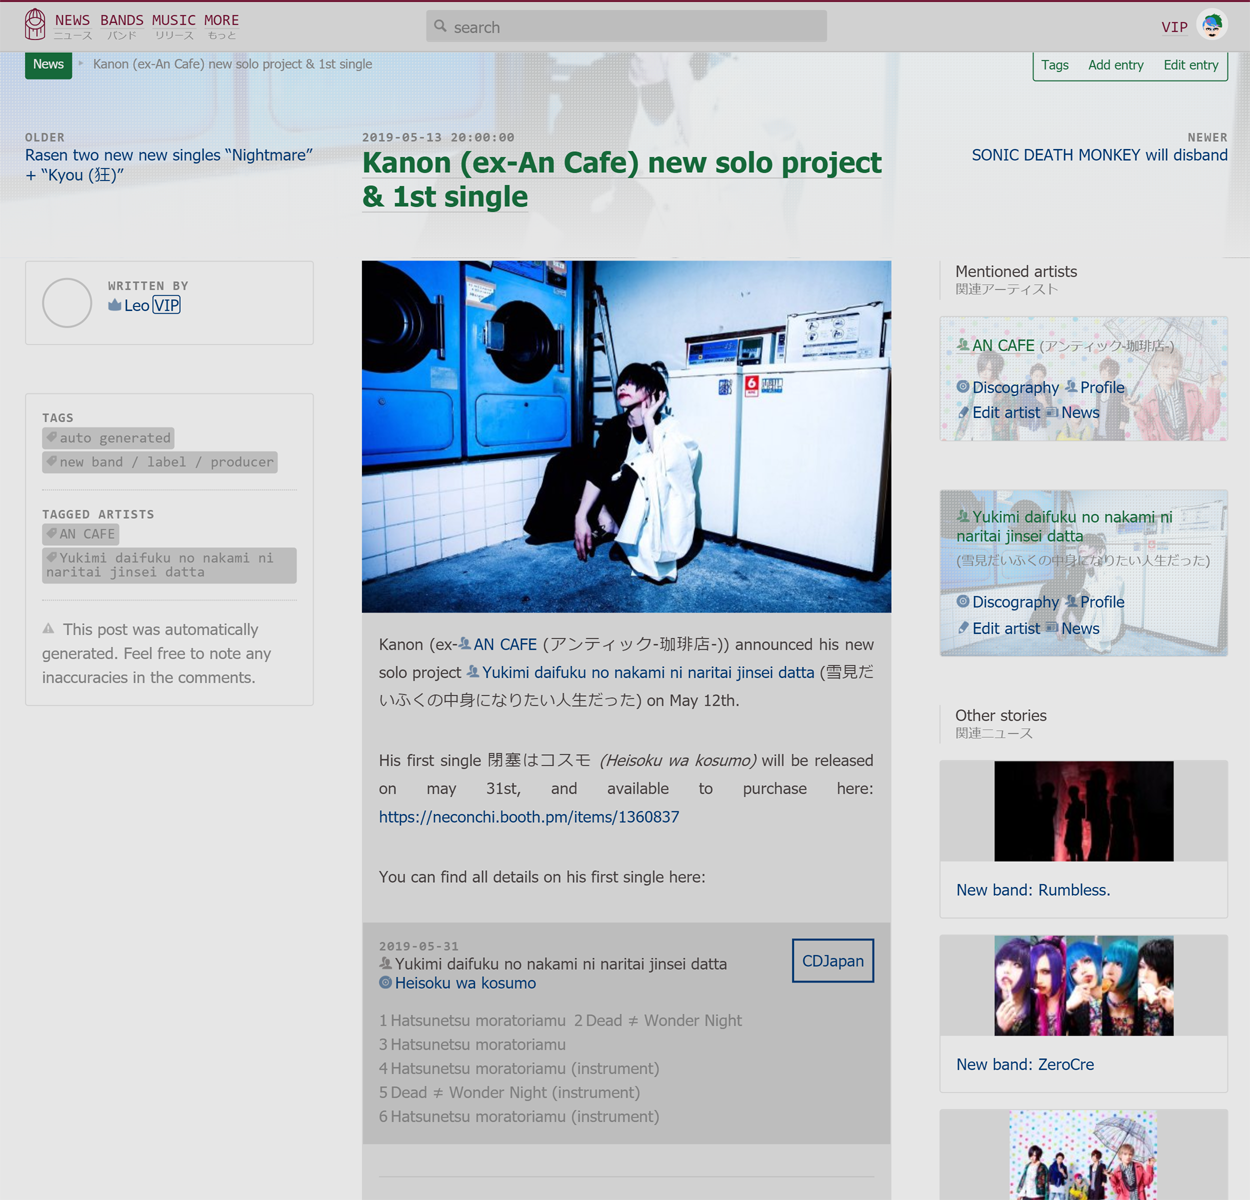 NEWS BANDS MUSIC MORE
ニュース バンド リリース もっと
search
VIP
News
Kanon (ex-An Cafe) new solo project & 1st single
Tags Add entry Edit entry
OLDER
Rasen two new new singles “Nightmare”
+ “Kyou (狂)”
2019-05-13 20:00:00
Kanon (ex-An Cafe) new solo project
& 1st single
NEWER
SONIC DEATH MONKEY will disband
WRITTEN BY
Leo VIP
TAGS
auto generated
new band / label / producer
TAGGED ARTISTS
AN CAFE
Yukimi daifuku no nakami ni
naritai jinsei datta
This post was automatically
generated. Feel free to note any
inaccuracies in the comments.
Kanon (ex-AN CAFE (アンティック-珈琲店-)) announced his new
solo project Yukimi daifuku no nakami ni naritai jinsei datta (雪見だ
いふくの中身になりたい人生だった) on May 12th.
His first single 閉塞はコスモ (Heisoku wa kosumo) will be released
on may 31st, and available to purchase here:
https://neconchi.booth.pm/items/1360837
You can find all details on his first single here:
2019-05-31
Yukimi daifuku no nakami ni naritai jinsei datta
Heisoku wa kosumo
CDJapan
1 Hatsunetsu moratoriamu 2 Dead ≠ Wonder Night
3 Hatsunetsu moratoriamu
4 Hatsunetsu moratoriamu (instrument)
5 Dead ≠ Wonder Night (instrument)
6 Hatsunetsu moratoriamu (instrument)
Mentioned artists
関連アーティスト
AN CAFE (アンティック-珈琲店-)
Discography Profile
Edit artist News
Yukimi daifuku no nakami ni
naritai jinsei datta
(雪見だいふくの中身になりたい人生だった)
Discography Profile
Edit artist News
Other stories
関連ニュース
New band: Rumbless.
New band: ZeroCre